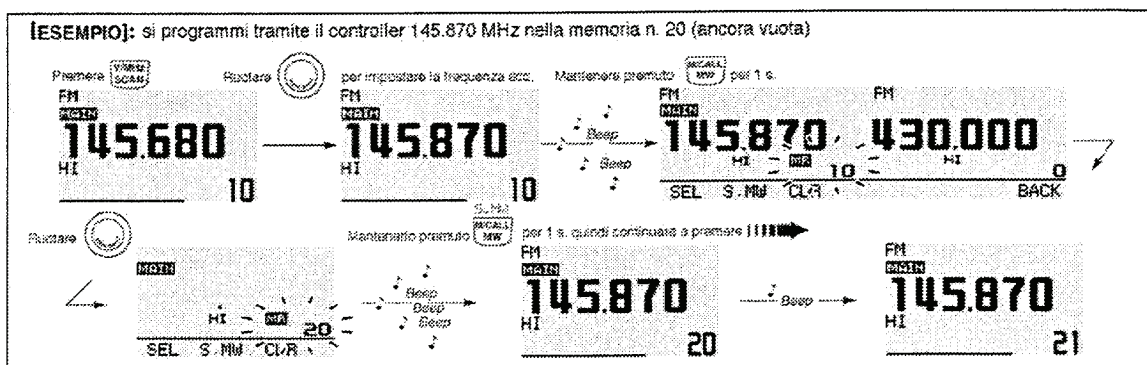 [ESEMPIO]: si programmi tramite il controller 145.870 MHz nella memoria n. 20 (ancora vuota)
Premere V/MHz SCAN Ruotare per impostare la frequenza ecc. Mantenere premuto M/CALL MW per 1 s.
FM FM FM FM
MAIN MAIN MAIN
145.680 145.870 Beep 145.870 430.000
HI HI Beep HI MR HI
10 10 10 0
SEL S.MW CLR BACK
S.MW
Ruotare Mantenerlo premuto M/CALL MW per 1 s. quindi continuare a premere
FM FM
MAIN MAIN MAIN
145.870 145.870
HI MR Beep HI Beep HI
20 Beep 20 21
SEL S.MW CLR Beep